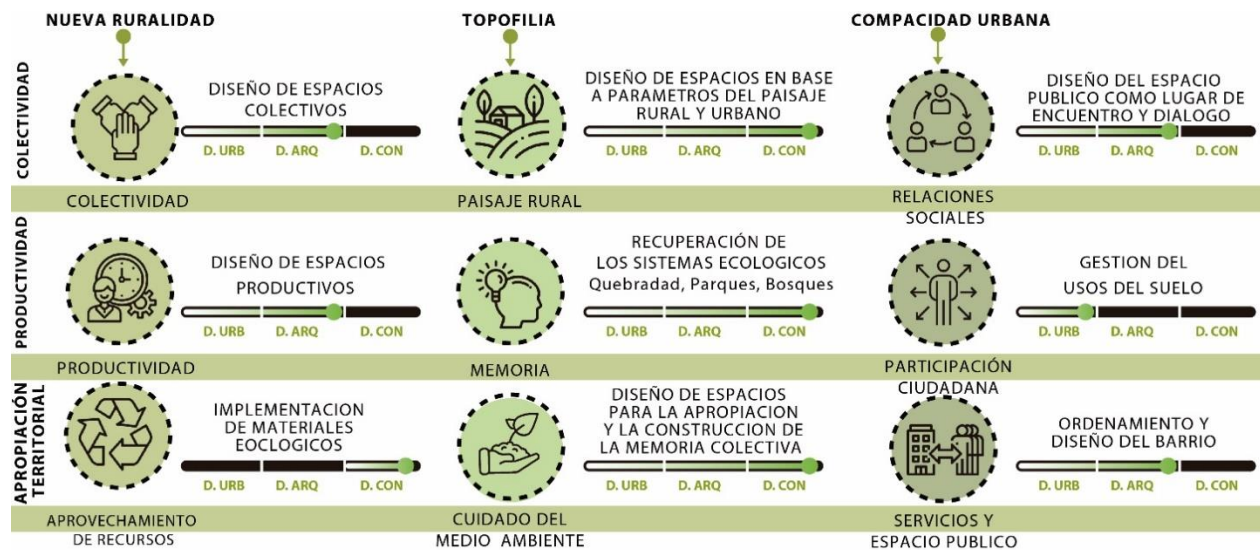 NUEVA RURALIDAD
TOPOFILIA
COMPACIDAD URBANA
COLECTIVIDAD
DISEÑO DE ESPACIOS
COLECTIVOS
D. URB D. ARQ D. CON
COLECTIVIDAD
DISEÑO DE ESPACIOS EN BASE
A PARAMETROS DEL PAISAJE
RURAL Y URBANO
D. URB D. ARQ D. CON
PAISAJE RURAL
DISEÑO DEL ESPACIO
PUBLICO COMO LUGAR DE
ENCUENTRO Y DIALOGO
D. URB D. ARQ D. CON
RELACIONES
SOCIALES
PRODUCTIVIDAD
DISEÑO DE ESPACIOS
PRODUCTIVOS
D. URB D. ARQ D. CON
PRODUCTIVIDAD
RECUPERACIÓN DE
LOS SISTEMAS ECOLOGICOS
Quebradad, Parques, Bosques
D. URB D. ARQ D. CON
MEMORIA
GESTION DEL
USOS DEL SUELO
D. URB D. ARQ D. CON
PARTICIPACIÓN
CIUDADANA
APROPIACIÓN
TERRITORIAL
IMPLEMENTACION
DE MATERIALES
EOCLOGICOS
D. URB D. ARQ D. CON
APROVECHAMIENTO
DE RECURSOS
DISEÑO DE ESPACIOS
PARA LA APROPIACION
Y LA CONSTRUCCION DE
LA MEMORIA COLECTIVA
D. URB D. ARQ D. CON
CUIDADO DEL
MEDIO AMBIENTE
ORDENAMIENTO Y
DISEÑO DEL BARRIO
D. URB D. ARQ D. CON
SERVICIOS Y
ESPACIO PUBLICO